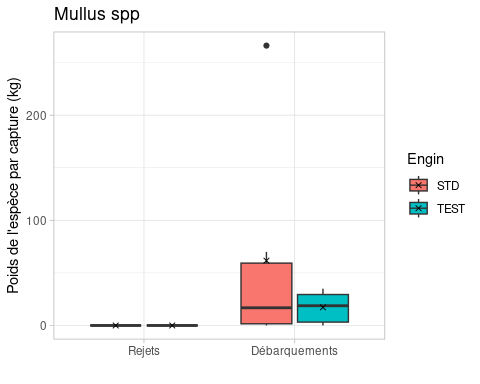 Mullus spp
Poids de l'espèce par capture (kg)
200
100
0
Rejets
Débarquements
Engin
STD
TEST